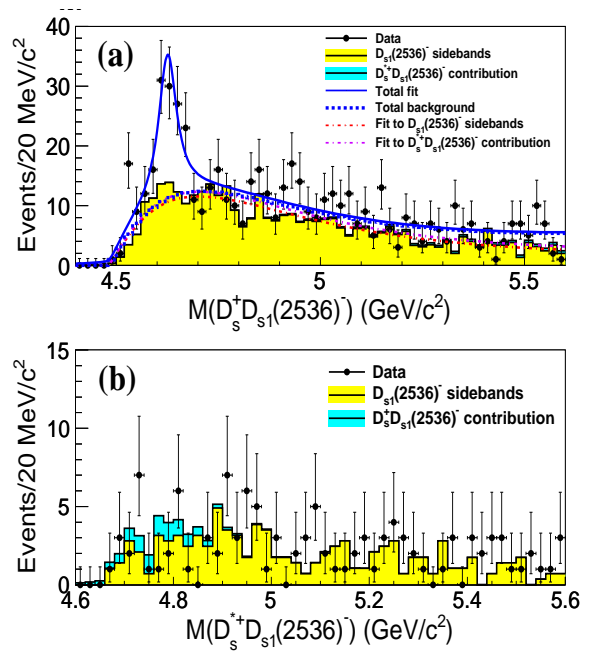 (a)
Data
D_s1(2536)^- sidebands
D_s^*+D_s1(2536)^- contribution
Total fit
Total background
Fit to D_s1(2536)^- sidebands
Fit to D_s^*+D_s1(2536)^- contribution
Events/20 MeV/c^2
40
30
20
10
0
4.5 5 5.5
M(D_s^+D_s1(2536)^-) (GeV/c^2)
(b)
Data
D_s1(2536)^- sidebands
D_s^+D_s1(2536)^- contribution
Events/20 MeV/c^2
15
10
5
0
4.6 4.8 5 5.2 5.4 5.6
M(D_s^*+D_s1(2536)^-) (GeV/c^2)